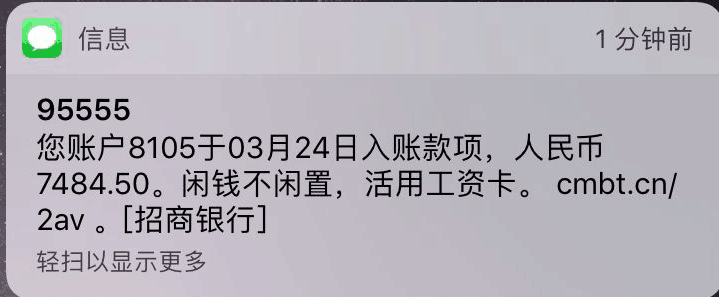 信息
1 分钟前
95555
您账户8105于03月24日入账款项，人民币
7484.50。闲钱不闲置，活用工资卡。 cmbt.cn/
2av 。[招商银行]
轻扫以显示更多